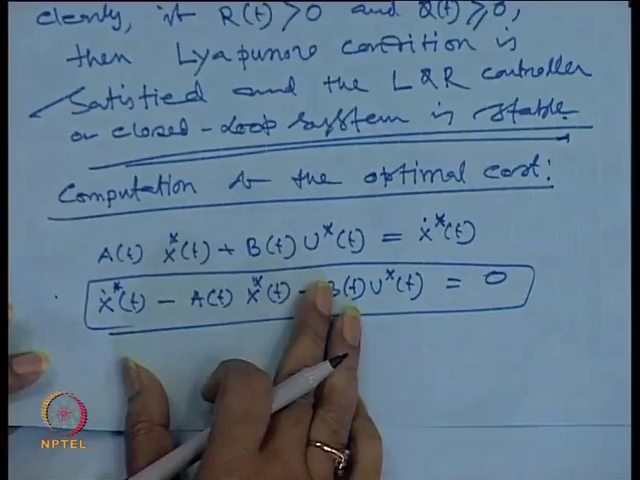 clearly, if R(t) > 0 and Q(t) ≥ 0,
then Lyapunov condition is
satisfied and the LQR controller
or closed-loop system is stable.
Computation of the optimal cost:
A(t) x*(t) + B(t) U*(t) = ẋ*(t)
ẋ*(t) - A(t) x*(t) - B(t) U*(t) = 0
NPTEL